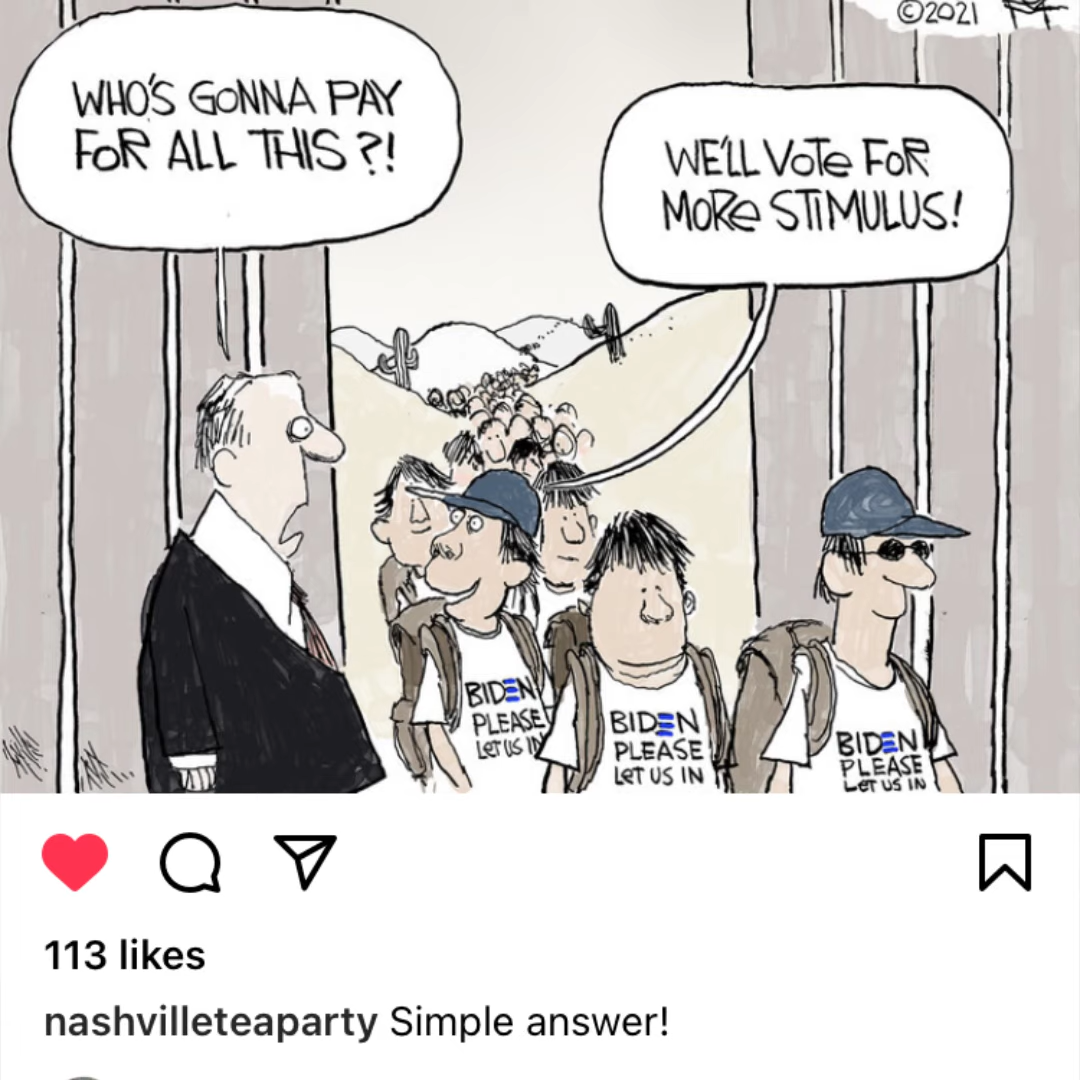 ©2021
WHO'S GONNA PAY
FOR ALL THIS?!
WE'LL VOTE FOR
MORE STIMULUS!
BIDEN
PLEASE
LET US IN
BIDEN
PLEASE
LET US IN
BIDEN
PLEASE
LET US IN
113 likes
nashvilleteaparty Simple answer!